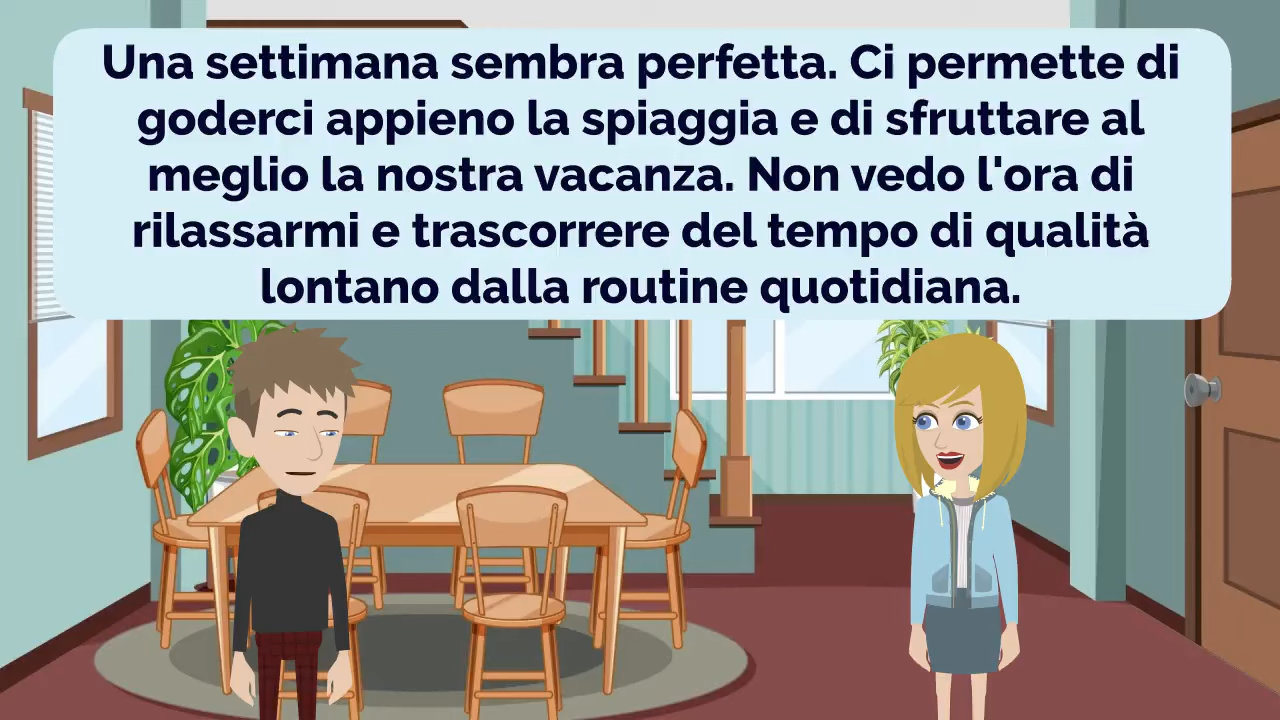 Una settimana sembra perfetta. Ci permette di
goderci appieno la spiaggia e di sfruttare al
meglio la nostra vacanza. Non vedo l'ora di
rilassarmi e trascorrere del tempo di qualità
lontano dalla routine quotidiana.